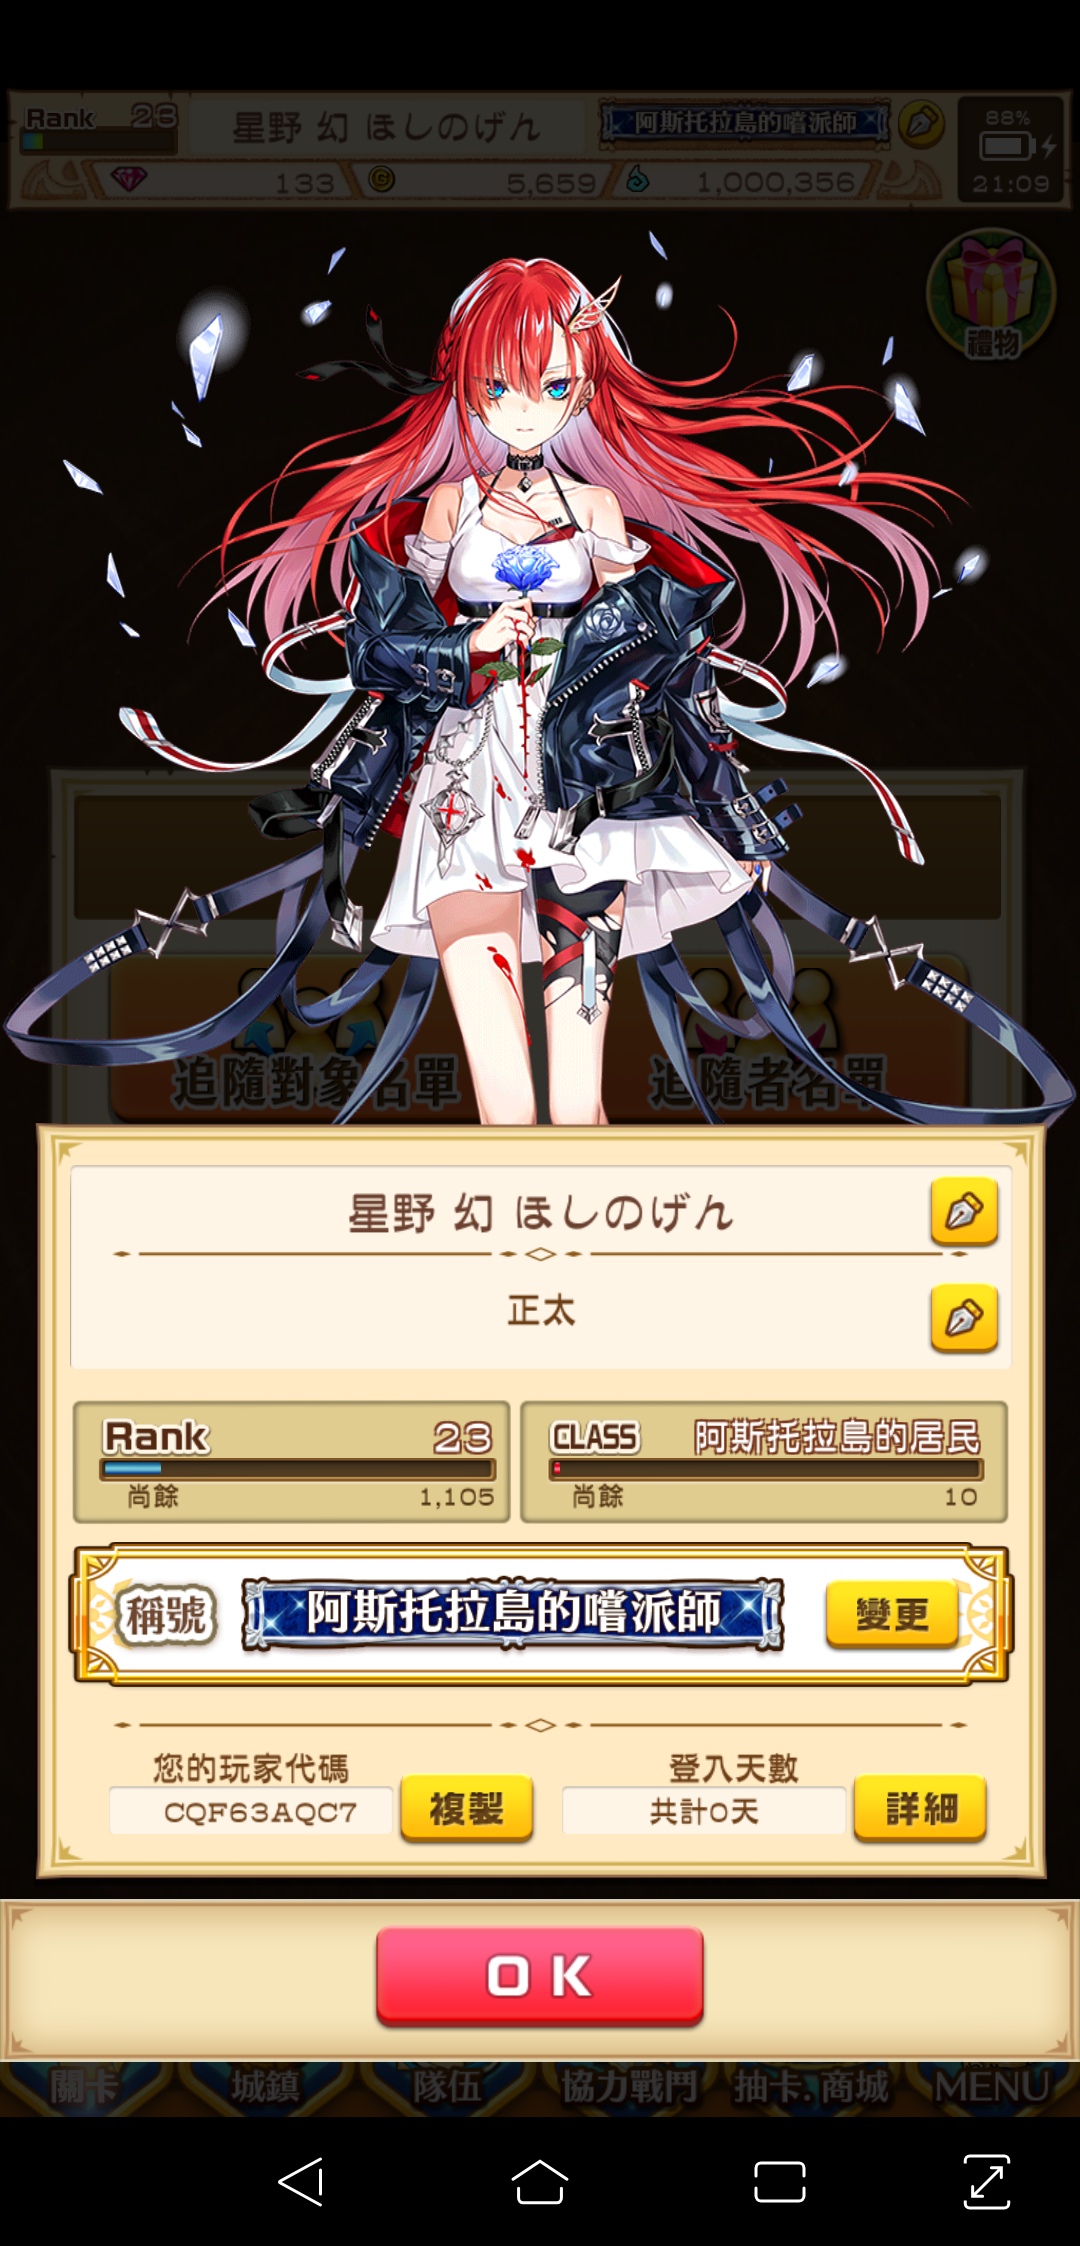 Rank 23
星野 幻 ほしのげん
阿斯托拉島的嚐派師
88%
133
5,659
1,000,356
21:09
禮物
追隨對象名單
追隨者名單
星野 幻 ほしのげん
正太
Rank 23
尚餘 1,105
CLASS 阿斯托拉島的居民
尚餘 10
稱號
阿斯托拉島的嚐派師
變更
您的玩家代碼
CQF63AQC7
複製
登入天數
共計0天
詳細
OK
關卡
城鎮
隊伍
協力戰鬥
抽卡.商城
MENU